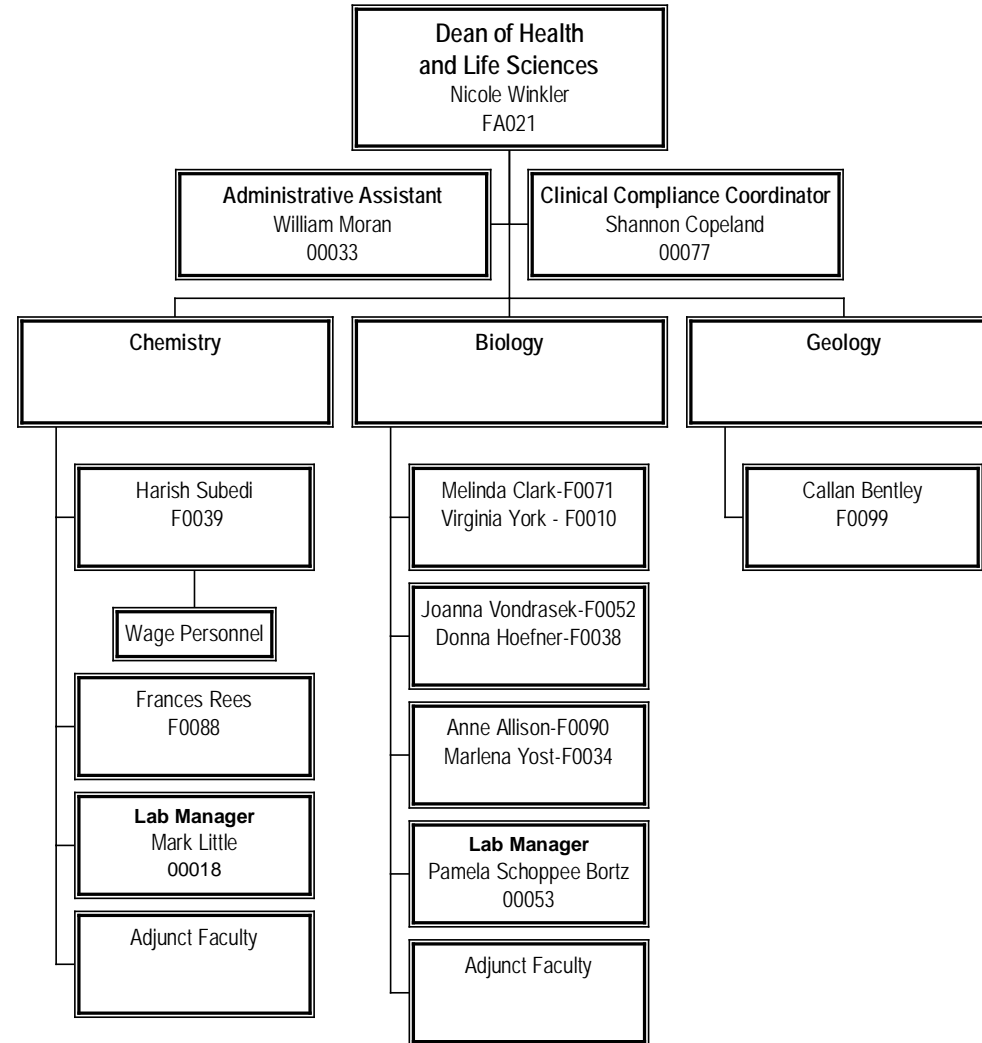 Dean of Health
and Life Sciences
Nicole Winkler
FA021
Administrative Assistant
William Moran
00033
Clinical Compliance Coordinator
Shannon Copeland
00077
Chemistry
Biology
Geology
Harish Subedi
F0039
Wage Personnel
Frances Rees
F0088
Lab Manager
Mark Little
00018
Adjunct Faculty
Melinda Clark-F0071
Virginia York - F0010
Joanna Vondrasek-F0052
Donna Hoefner-F0038
Anne Allison-F0090
Marlena Yost-F0034
Lab Manager
Pamela Schoppee Bortz
00053
Adjunct Faculty
Callan Bentley
F0099